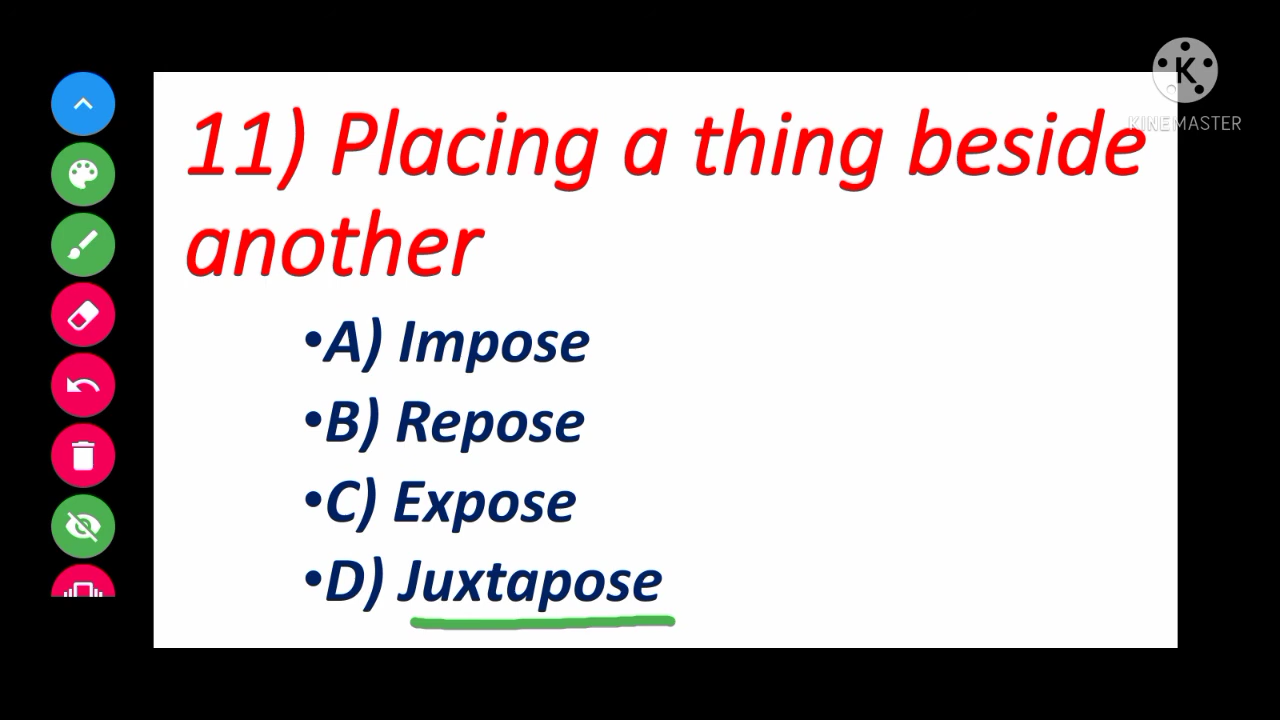 K
KINEMASTER
11) Placing a thing beside
another
•A) Impose
•B) Repose
•C) Expose
•D) Juxtapose